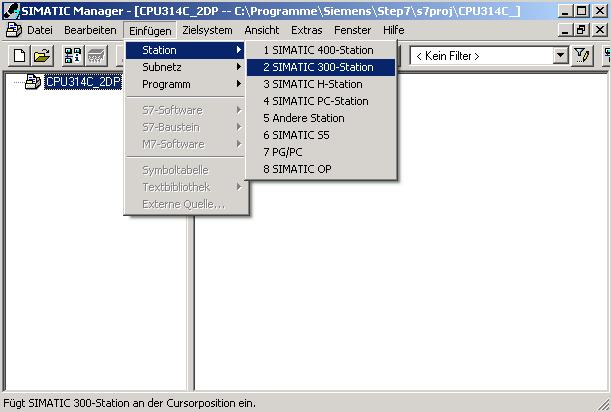 SIMATIC Manager - [CPU314C_2DP -- C:\Programme\Siemens\Step7\s7proj\CPU314C_]
Datei Bearbeiten Einfügen Zielsystem Ansicht Extras Fenster Hilfe
< Kein Filter >
CPU314C_2DP
Station
Subnetz
Programm
S7-Software
S7-Baustein
M7-Software
Symboltabelle
Textbibliothek
Externe Quelle...
1 SIMATIC 400-Station
2 SIMATIC 300-Station
3 SIMATIC H-Station
4 SIMATIC PC-Station
5 Andere Station
6 SIMATIC S5
7 PG/PC
8 SIMATIC OP
Fügt SIMATIC 300-Station an der Cursorposition ein.